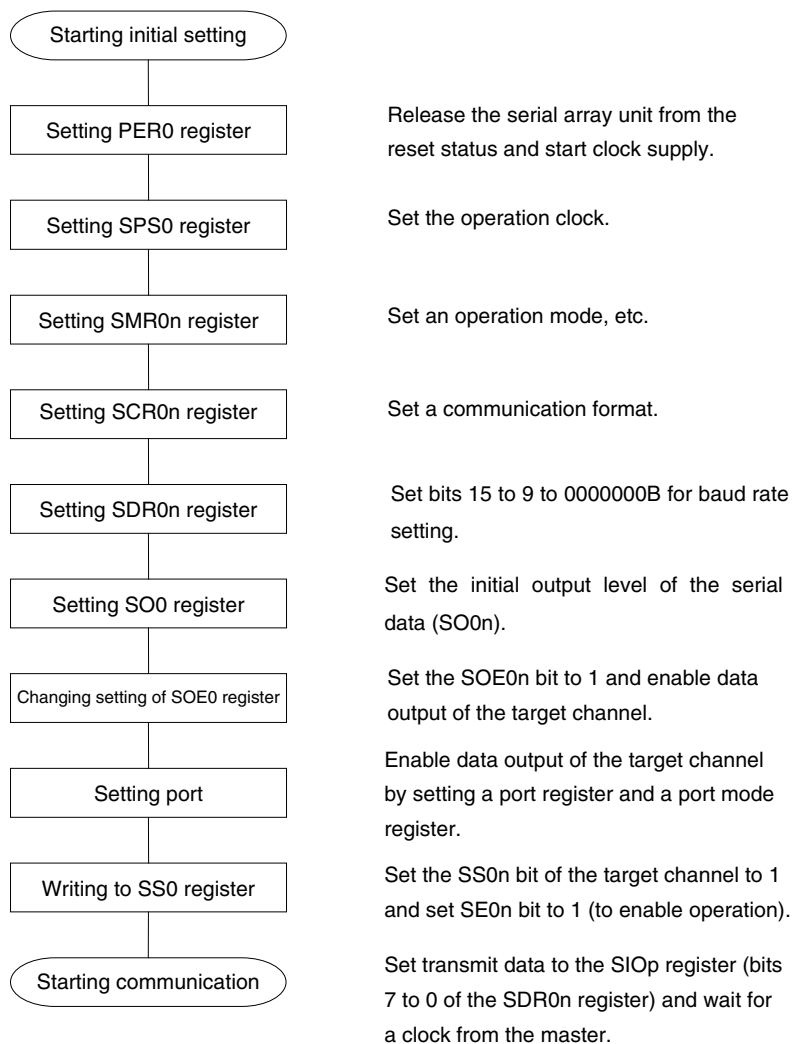 Starting initial setting
Setting PER0 register
Release the serial array unit from the
reset status and start clock supply.
Setting SPS0 register
Set the operation clock.
Setting SMR0n register
Set an operation mode, etc.
Setting SCR0n register
Set a communication format.
Setting SDR0n register
Set bits 15 to 9 to 0000000B for baud rate
setting.
Setting SO0 register
Set the initial output level of the serial
data (SO0n).
Changing setting of SOE0 register
Set the SOE0n bit to 1 and enable data
output of the target channel.
Setting port
Enable data output of the target channel
by setting a port register and a port mode
register.
Writing to SS0 register
Set the SS0n bit of the target channel to 1
and set SE0n bit to 1 (to enable operation).
Starting communication
Set transmit data to the SIOp register (bits
7 to 0 of the SDR0n register) and wait for
a clock from the master.